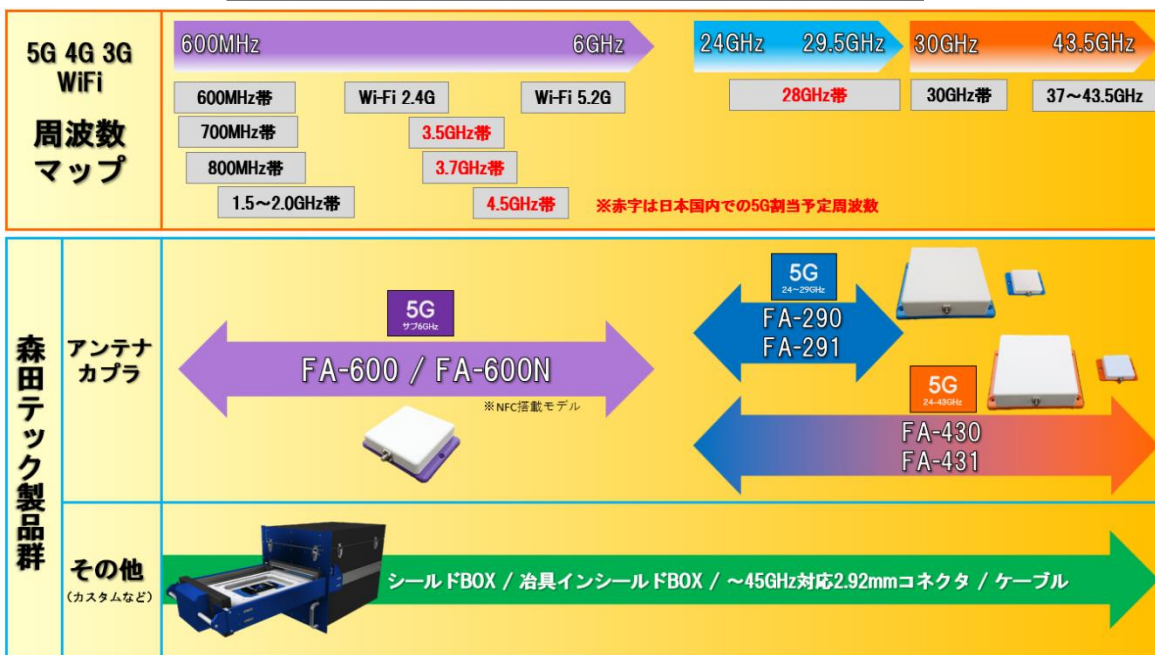 5G 4G 3G
WiFi
周波数
マップ
600MHz
6GHz
24GHz
29.5GHz
30GHz
43.5GHz
600MHz帯
Wi-Fi 2.4G
Wi-Fi 5.2G
28GHz帯
30GHz帯
37～43.5GHz
700MHz帯
3.5GHz帯
800MHz帯
3.7GHz帯
1.5～2.0GHz帯
4.5GHz帯
※赤字は日本国内での5G割当予定周波数
森田テック製品群
アンテナ
カプラ
5G
サブ6GHz
FA-600 / FA-600N
※NFC搭載モデル
5G
24～29GHz
FA-290
FA-291
5G
24-43GHz
FA-430
FA-431
その他
(カスタムなど)
シールドBOX / 冶具インシールドBOX / ～45GHz対応2.92mmコネクタ / ケーブル